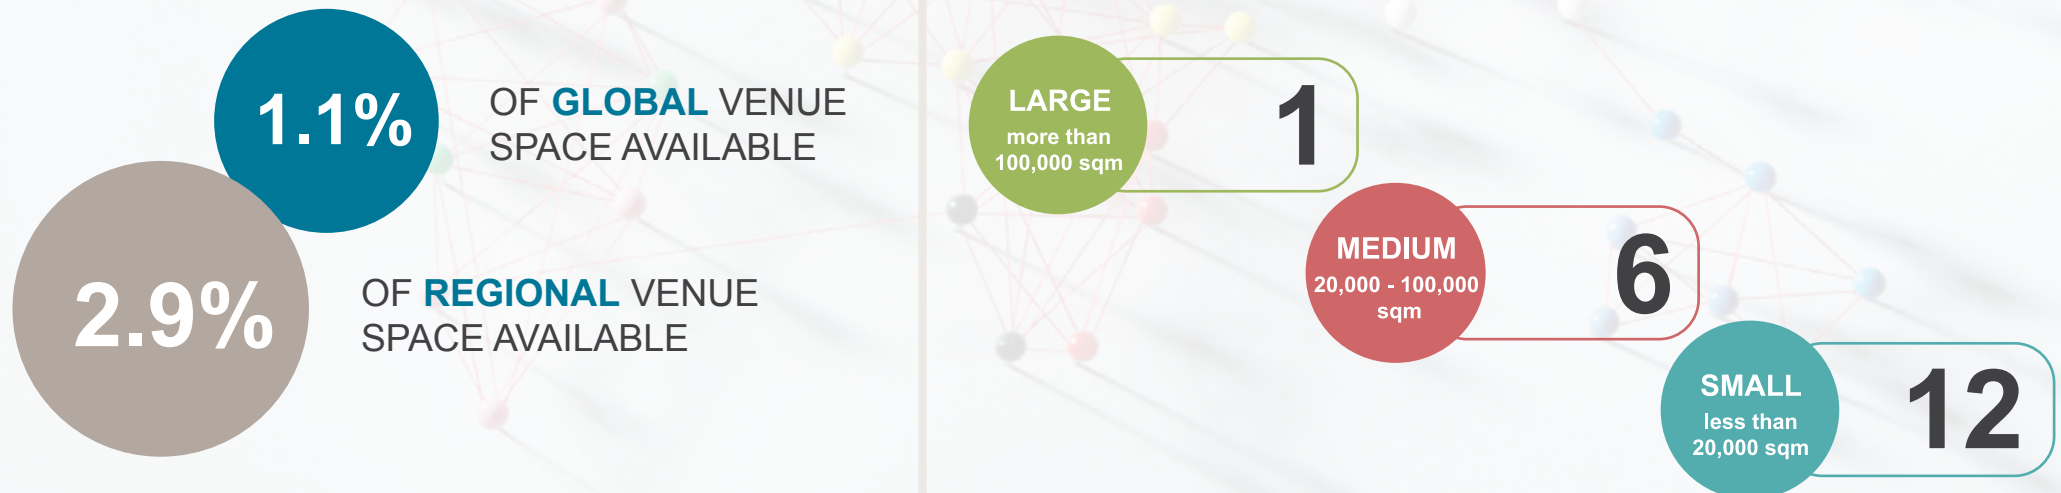 1.1%
OF GLOBAL VENUE
SPACE AVAILABLE
2.9%
OF REGIONAL VENUE
SPACE AVAILABLE
LARGE
more than
100,000 sqm
1
MEDIUM
20,000 - 100,000
sqm
6
SMALL
less than
20,000 sqm
12